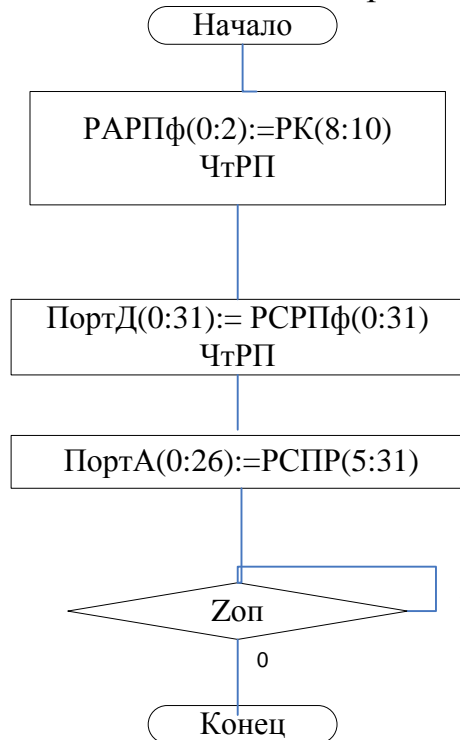 Начало
РАРПф(0:2):=РК(8:10)
ЧтРП
ПортД(0:31):= РСРПф(0:31)
ЧтРП
ПортА(0:26):=РСПР(5:31)
Zоп
0
Конец